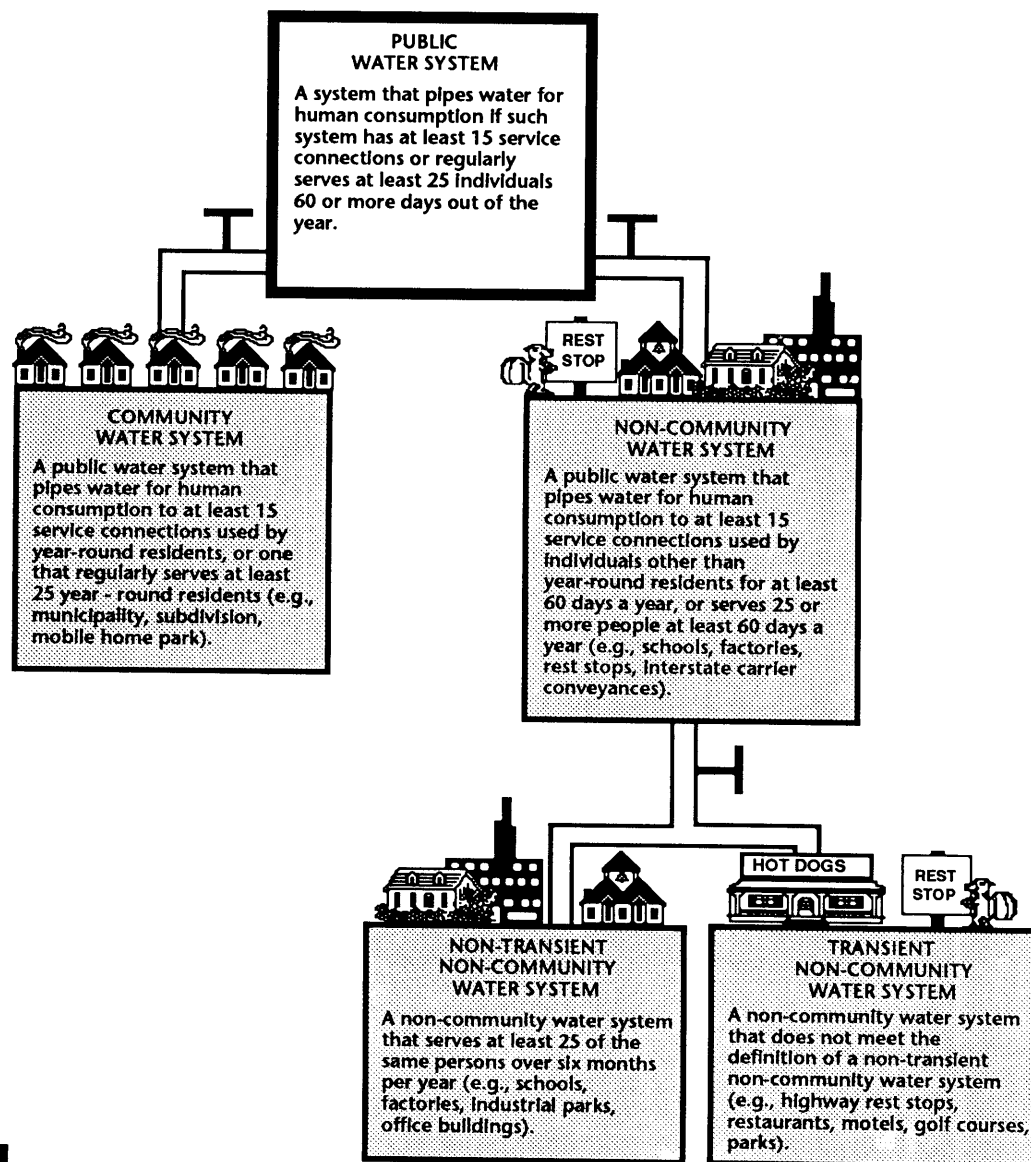 PUBLIC
WATER SYSTEM
A system that pipes water for
human consumption if such
system has at least 15 service
connections or regularly
serves at least 25 individuals
60 or more days out of the
year.
REST
STOP
COMMUNITY
WATER SYSTEM
A public water system that
pipes water for human
consumption to at least 15
service connections used by
year-round residents, or one
that regularly serves at least
25 year - round residents (e.g.,
municipality, subdivision,
mobile home park).
NON-COMMUNITY
WATER SYSTEM
A public water system that
pipes water for human
consumption to at least 15
service connections used by
individuals other than
year-round residents for at least
60 days a year, or serves 25 or
more people at least 60 days a
year (e.g., schools, factories,
rest stops, interstate carrier
conveyances).
HOT DOGS
REST
STOP
NON-TRANSIENT
NON-COMMUNITY
WATER SYSTEM
A non-community water system
that serves at least 25 of the
same persons over six months
per year (e.g., schools,
factories, industrial parks,
office buildings).
TRANSIENT
NON-COMMUNITY
WATER SYSTEM
A non-community water system
that does not meet the
definition of a non-transient
non-community water system
(e.g., highway rest stops,
restaurants, motels, golf courses,
parks).